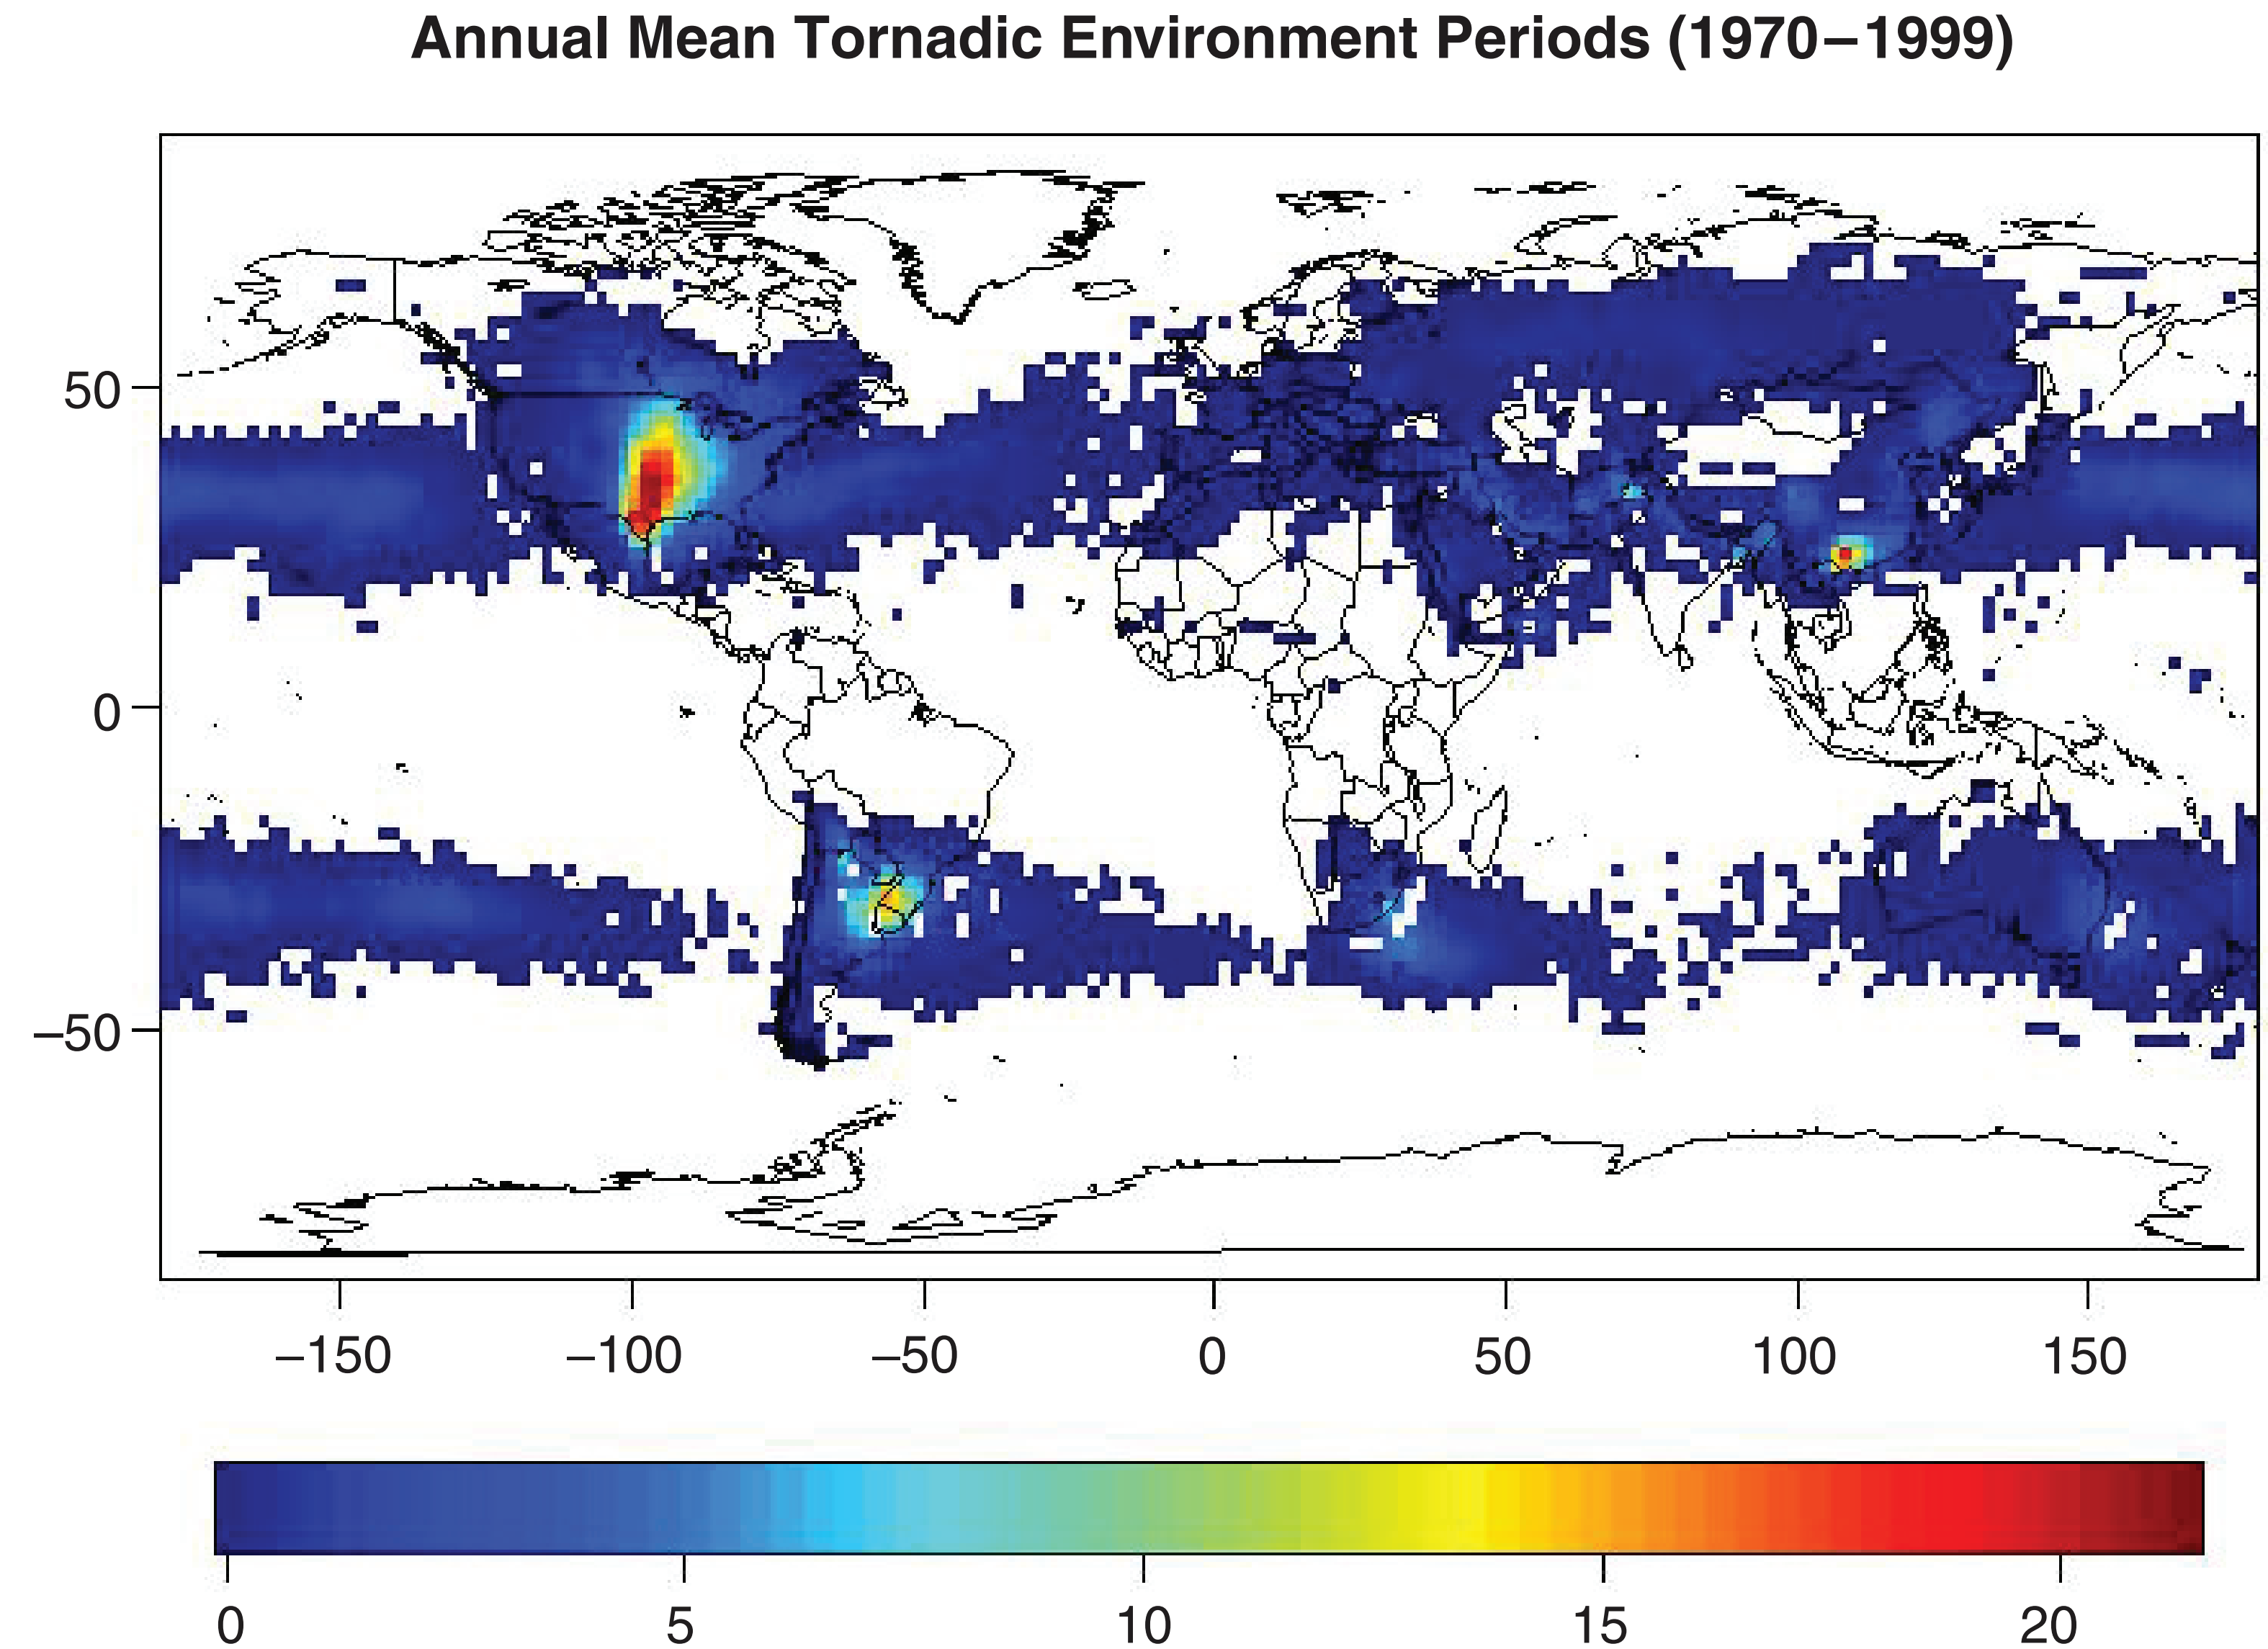 Annual Mean Tornadic Environment Periods (1970–1999)
50
0
–50
–150 –100 –50 0 50 100 150
0 5 10 15 20